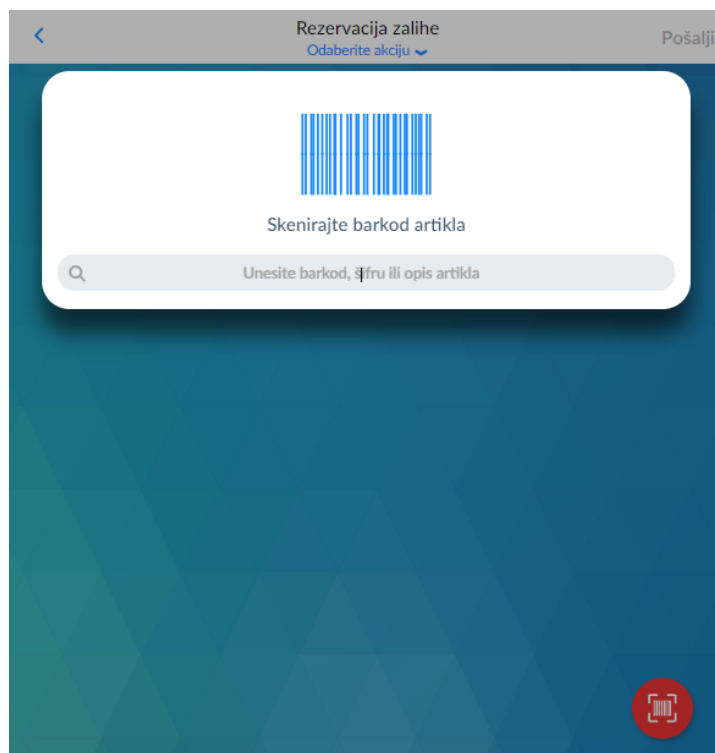 Rezervacija zalihe
Odaberite akciju
Pošalji
Skenirajte barkod artikla
Unesite barkod, šifru ili opis artikla